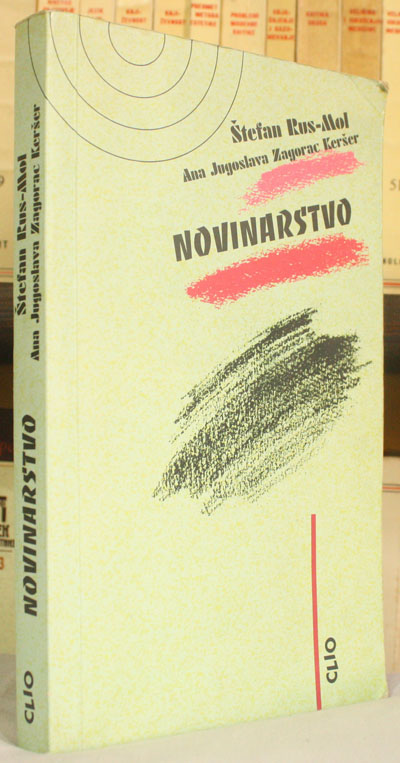 Štefan Rus-Mol
Ana Jugoslava Zagorac Keršer
NOVINARSTVO
CLIO
Štefan Rus-Mol
Ana Jugoslava Zagorac Keršer
NOVINARSTVO
CLIO